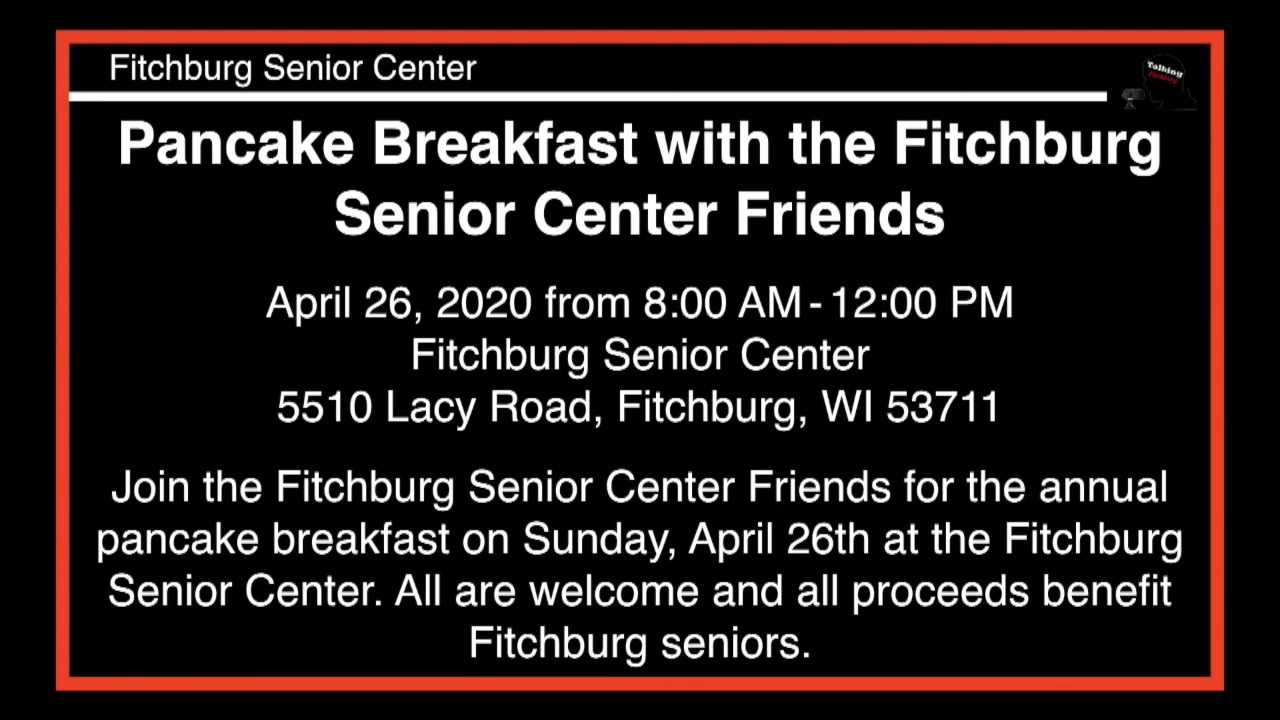 Fitchburg Senior Center
Talking
Pancake Breakfast with the Fitchburg
Senior Center Friends
April 26, 2020 from 8:00 AM - 12:00 PM
Fitchburg Senior Center
5510 Lacy Road, Fitchburg, WI 53711
Join the Fitchburg Senior Center Friends for the annual
pancake breakfast on Sunday, April 26th at the Fitchburg
Senior Center. All are welcome and all proceeds benefit
Fitchburg seniors.